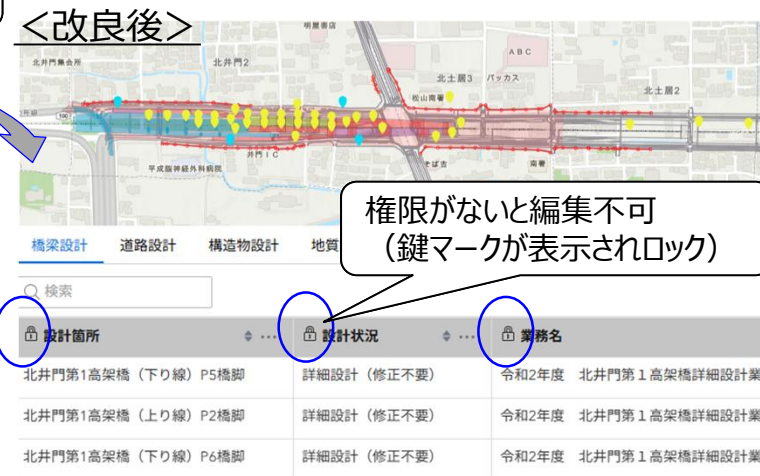 <改良後>
明屋書店
ABC
北井門集会所
北井門2
北土居3
パッカス
北土居2
松山南署
井門IC
平成脳神経外科病院
そば吉
南署
権限がないと編集不可
（鍵マークが表示されロック）
橋梁設計 道路設計 構造物設計 地質
検索
設計箇所 設計状況 業務名
北井門第1高架橋（下り線）P5橋脚 詳細設計（修正不要） 令和2年度 北井門第１高架橋詳細設計業
北井門第1高架橋（上り線）P2橋脚 詳細設計（修正不要） 令和2年度 北井門第１高架橋詳細設計業
北井門第1高架橋（下り線）P6橋脚 詳細設計（修正不要） 令和2年度 北井門第１高架橋詳細設計業